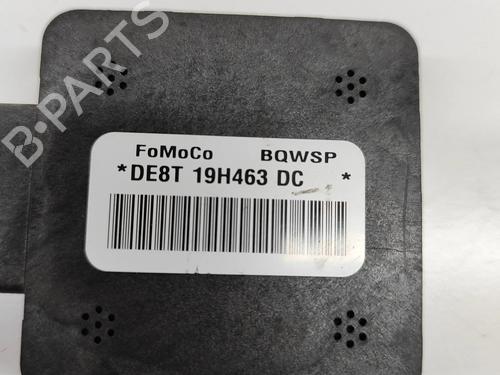 B-PARTS
FoMoCo BQWSP
*DE8T 19H463 DC *